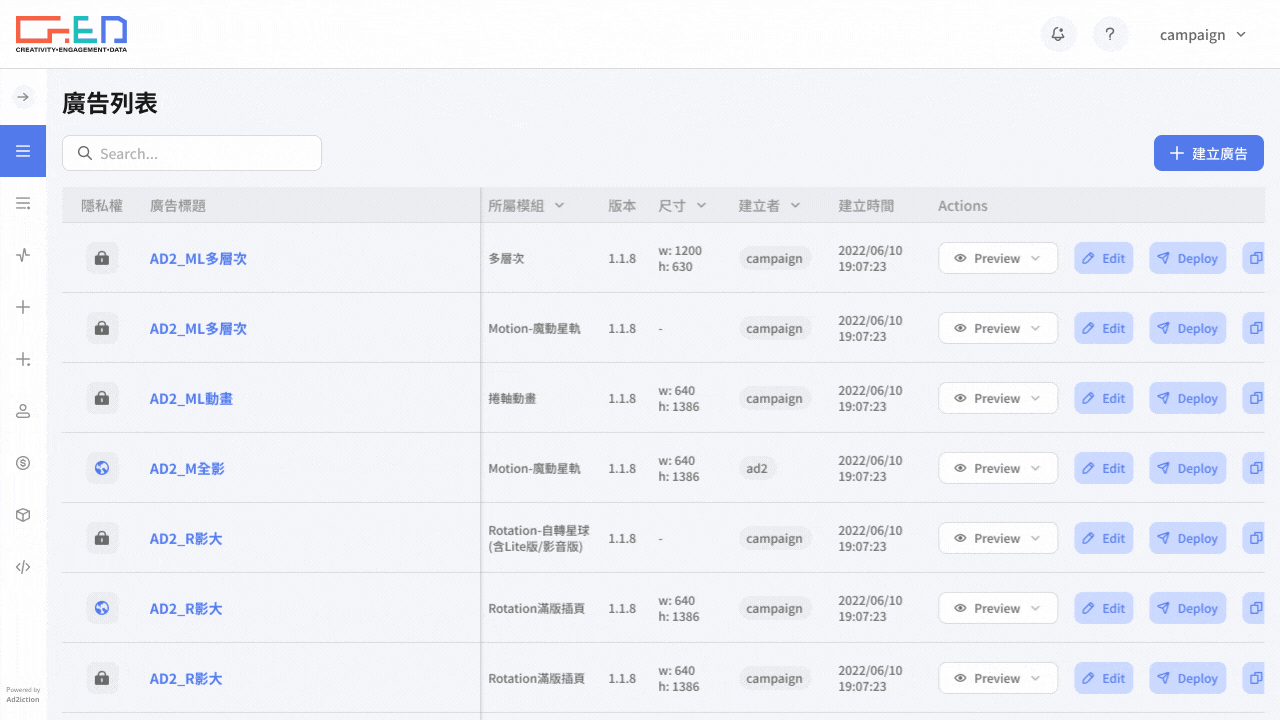 CREATIVITY•ENGAGEMENT•DATA
?
campaign
廣告列表
Search...
建立廣告
隱私權 廣告標題 所屬模組 版本 尺寸 建立者 建立時間 Actions
AD2_ML多層次 多層次 1.1.8 w: 1200 h: 630 campaign 2022/06/10 19:07:23 Preview Edit Deploy
AD2_ML多層次 Motion-魔動星軌 1.1.8 - campaign 2022/06/10 19:07:23 Preview Edit Deploy
AD2_ML動畫 捲軸動畫 1.1.8 w: 640 h: 1386 campaign 2022/06/10 19:07:23 Preview Edit Deploy
AD2_M全影 Motion-魔動星軌 1.1.8 w: 640 h: 1386 ad2 2022/06/10 19:07:23 Preview Edit Deploy
AD2_R影大 Rotation-自轉星球(含Lite版/影音版) 1.1.8 - campaign 2022/06/10 19:07:23 Preview Edit Deploy
AD2_R影大 Rotation滿版插頁 1.1.8 w: 640 h: 1386 campaign 2022/06/10 19:07:23 Preview Edit Deploy
AD2_R影大 Rotation滿版插頁 1.1.8 w: 640 h: 1386 campaign 2022/06/10 19:07:23 Preview Edit Deploy
Powered by
Ad2iction